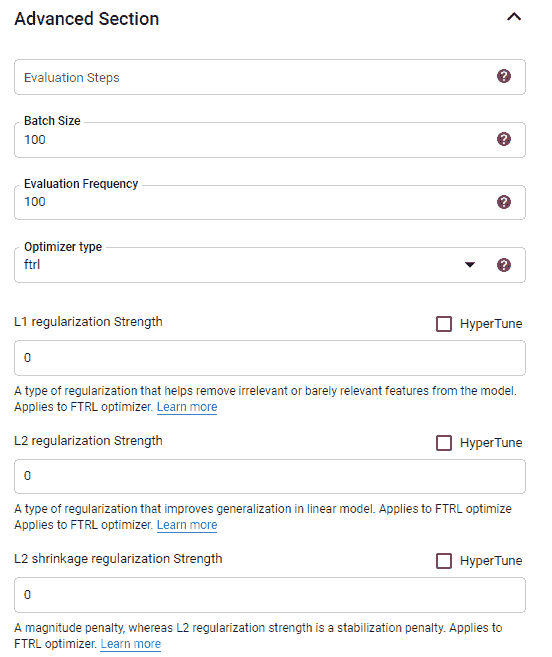 Advanced Section
Evaluation Steps
Batch Size
100
Evaluation Frequency
100
Optimizer type
ftrl
L1 regularization Strength
HyperTune
0
A type of regularization that helps remove irrelevant or barely relevant features from the model.
Applies to FTRL optimizer. Learn more
L2 regularization Strength
HyperTune
0
A type of regularization that improves generalization in linear model. Applies to FTRL optimize
Applies to FTRL optimizer. Learn more
L2 shrinkage regularization Strength
HyperTune
0
A magnitude penalty, whereas L2 regularization strength is a stabilization penalty. Applies to
FTRL optimizer. Learn more